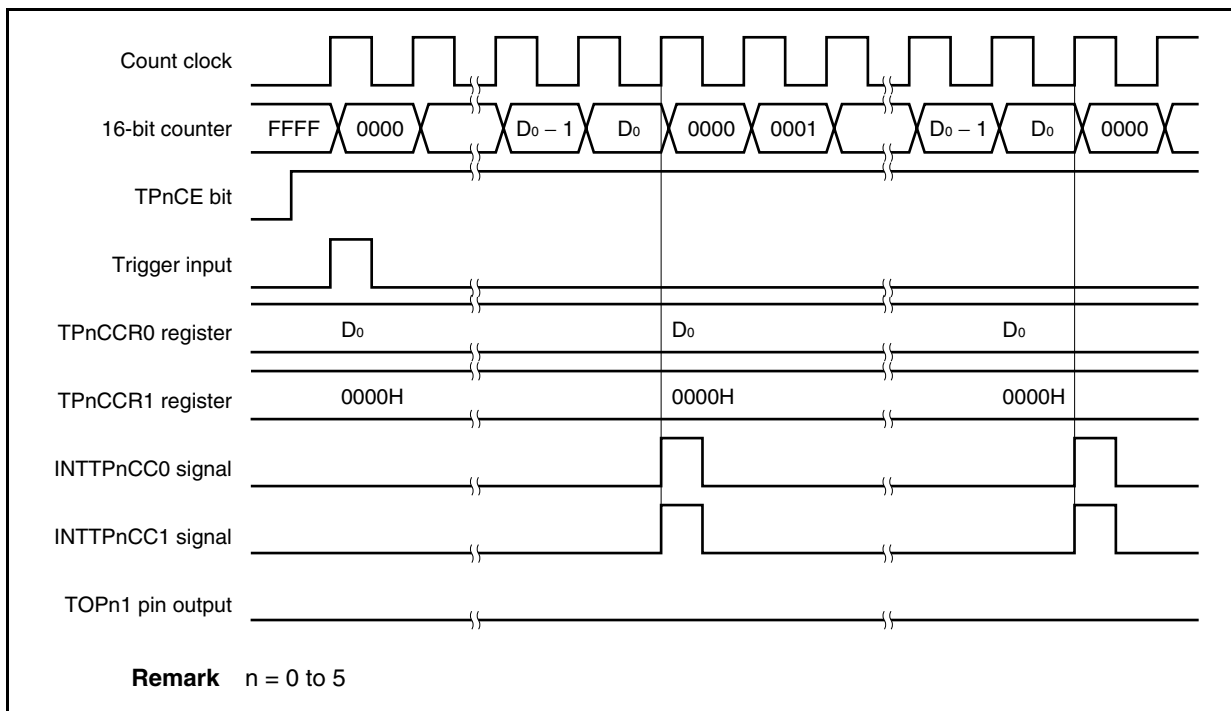 Count clock
16-bit counter FFFF 0000 D₀ – 1 D₀ 0000 0001 D₀ – 1 D₀ 0000
TPnCE bit
Trigger input
TPnCCR0 register D₀ D₀ D₀
TPnCCR1 register 0000H 0000H 0000H
INTTPnCC0 signal
INTTPnCC1 signal
TOPn1 pin output
Remark n = 0 to 5